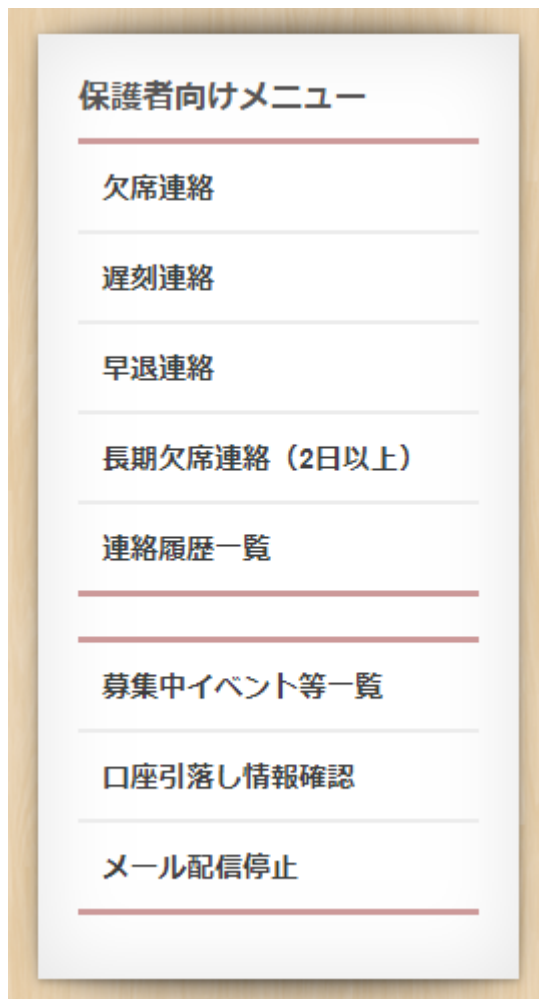 保護者向けメニュー
欠席連絡
遅刻連絡
早退連絡
長期欠席連絡（2日以上）
連絡履歴一覧
募集中イベント等一覧
口座引落し情報確認
メール配信停止